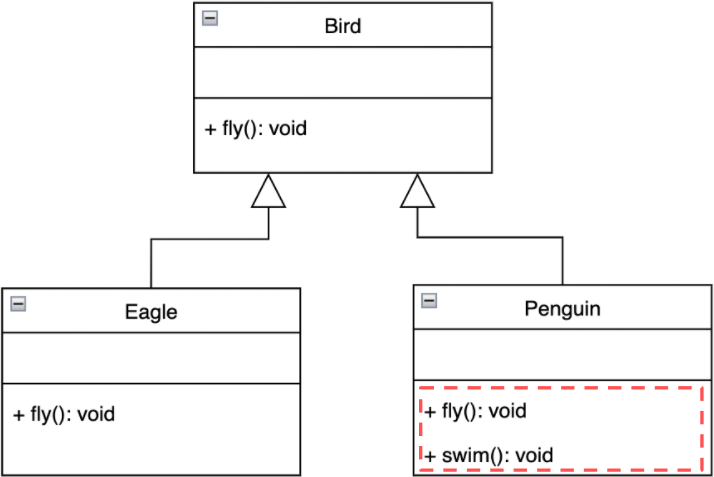 Bird
+ fly(): void
Eagle
+ fly(): void
Penguin
+ fly(): void
+ swim(): void